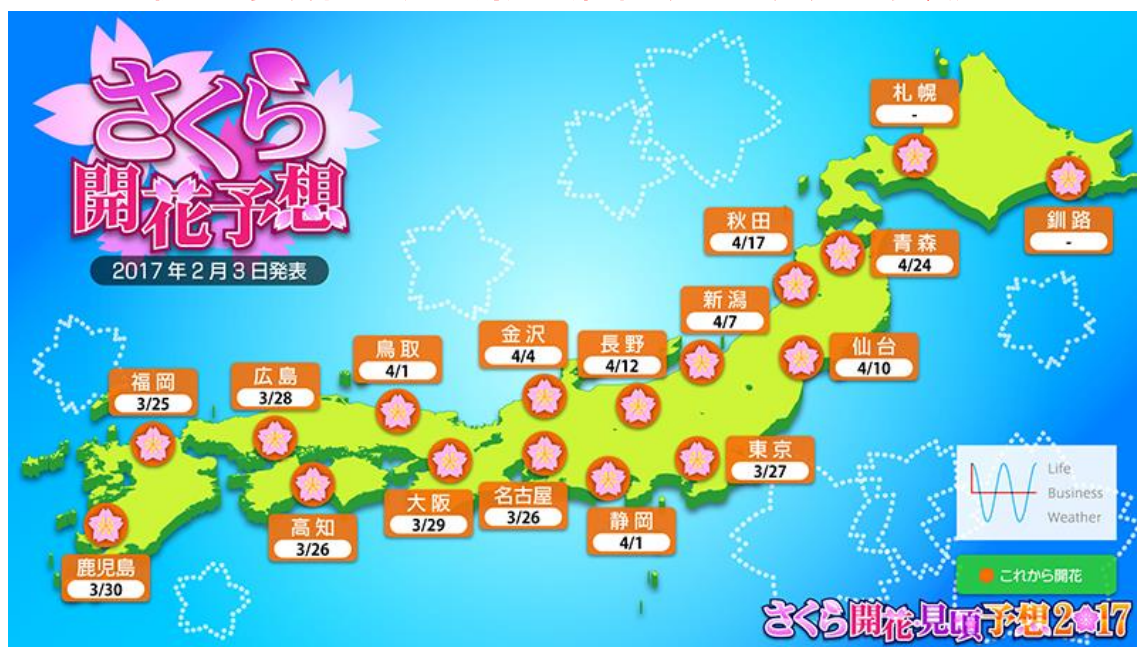 さくら
開花予想
2017年2月3日発表
札幌
-
釧路
-
秋田
4/17
青森
4/24
新潟
4/7
仙台
4/10
金沢
4/4
長野
4/12
鳥取
4/1
広島
3/28
福岡
3/25
東京
3/27
大阪
3/29
名古屋
3/26
静岡
4/1
高知
3/26
鹿児島
3/30
Life
Business
Weather
これから開花
さくら開花・見頃予想2017